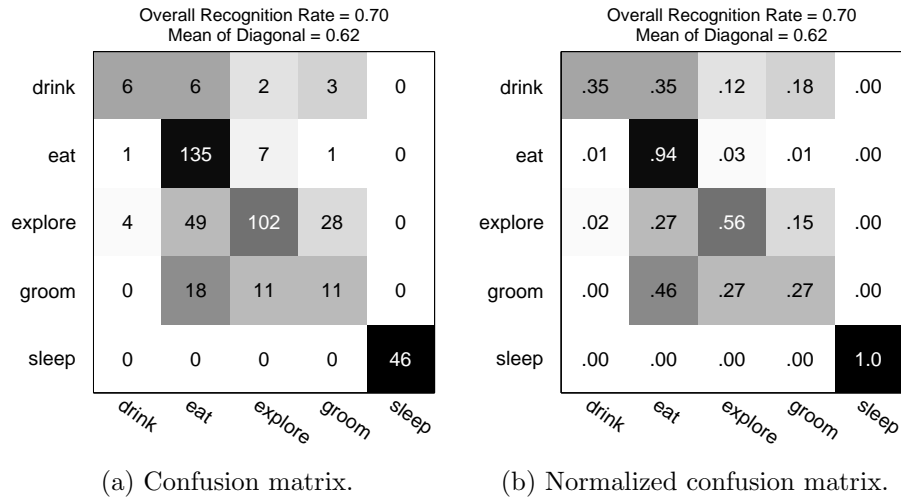 Overall Recognition Rate = 0.70
Mean of Diagonal = 0.62
drink 6 6 2 3 0
eat 1 135 7 1 0
explore 4 49 102 28 0
groom 0 18 11 11 0
sleep 0 0 0 0 46
drink eat explore groom sleep
(a) Confusion matrix.
Overall Recognition Rate = 0.70
Mean of Diagonal = 0.62
drink .35 .35 .12 .18 .00
eat .01 .94 .03 .01 .00
explore .02 .27 .56 .15 .00
groom .00 .46 .27 .27 .00
sleep .00 .00 .00 .00 1.0
drink eat explore groom sleep
(b) Normalized confusion matrix.